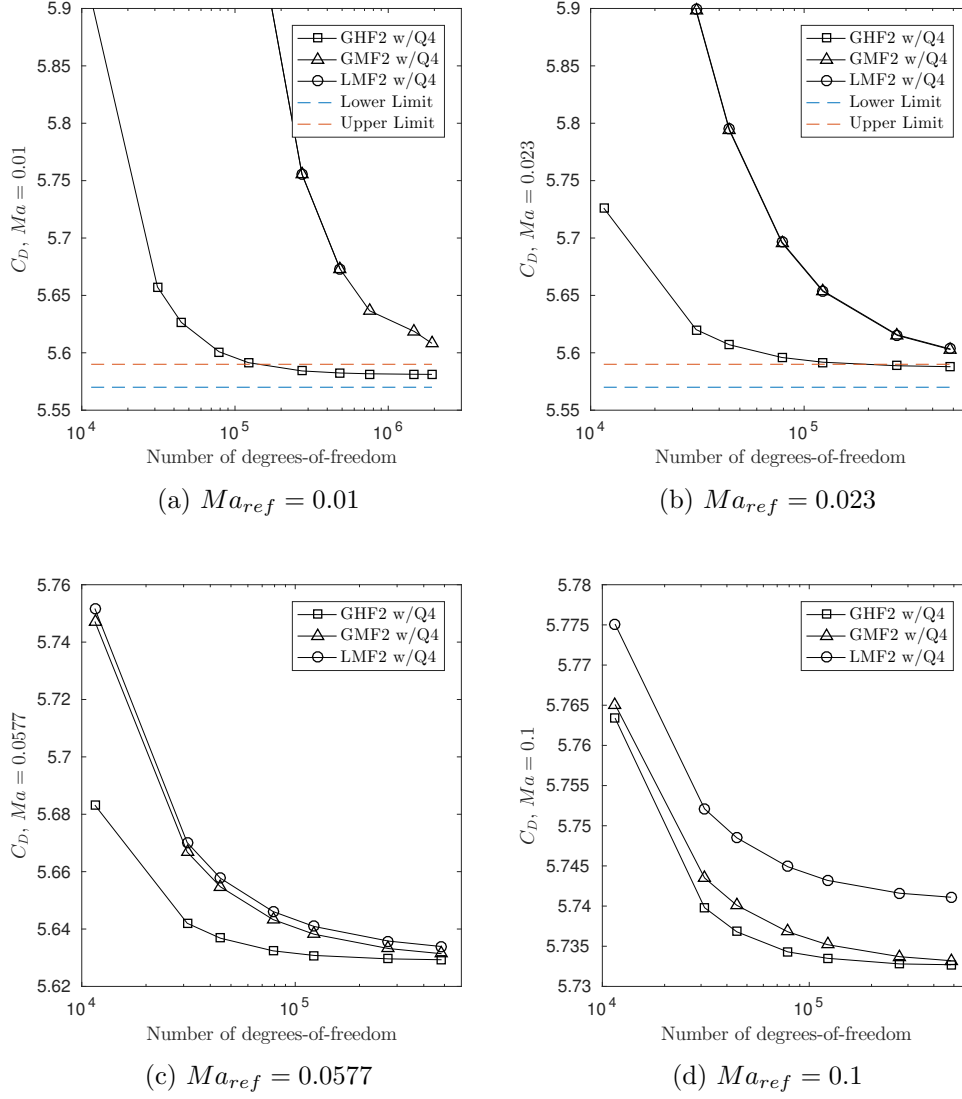 5.9
5.85
5.8
5.75
5.7
5.65
5.6
5.55
C_D, Ma = 0.01
GHF2 w/Q4
GMF2 w/Q4
LMF2 w/Q4
Lower Limit
Upper Limit
10^4 10^5 10^6
Number of degrees-of-freedom
(a) Ma_ref = 0.01
5.9
5.85
5.8
5.75
5.7
5.65
5.6
5.55
C_D, Ma = 0.023
GHF2 w/Q4
GMF2 w/Q4
LMF2 w/Q4
Lower Limit
Upper Limit
10^4 10^5
Number of degrees-of-freedom
(b) Ma_ref = 0.023
5.76
5.74
5.72
5.7
5.68
5.66
5.64
5.62
C_D, Ma = 0.0577
GHF2 w/Q4
GMF2 w/Q4
LMF2 w/Q4
10^4 10^5
Number of degrees-of-freedom
(c) Ma_ref = 0.0577
5.78
5.775
5.77
5.765
5.76
5.755
5.75
5.745
5.74
5.735
5.73
C_D, Ma = 0.1
GHF2 w/Q4
GMF2 w/Q4
LMF2 w/Q4
10^4 10^5
Number of degrees-of-freedom
(d) Ma_ref = 0.1